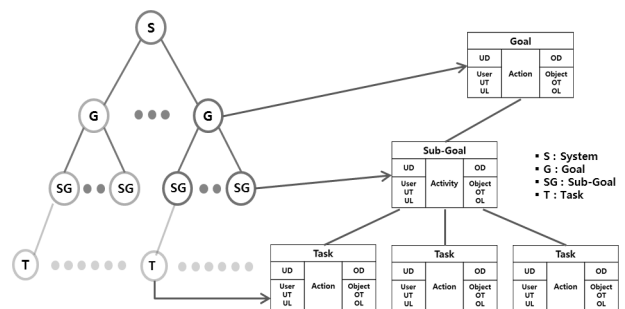 S
G
G
SG
SG
SG
SG
T
T
Goal
UD
OD
User
UT
UL
Action
Object
OT
OL
Sub-Goal
UD
OD
User
UT
UL
Activity
Object
OT
OL
▪ S : System
▪ G : Goal
▪ SG : Sub-Goal
▪ T : Task
Task
UD
OD
User
UT
UL
Action
Object
OT
OL
Task
UD
OD
User
UT
UL
Action
Object
OT
OL
Task
UD
OD
User
UT
UL
Action
Object
OT
OL